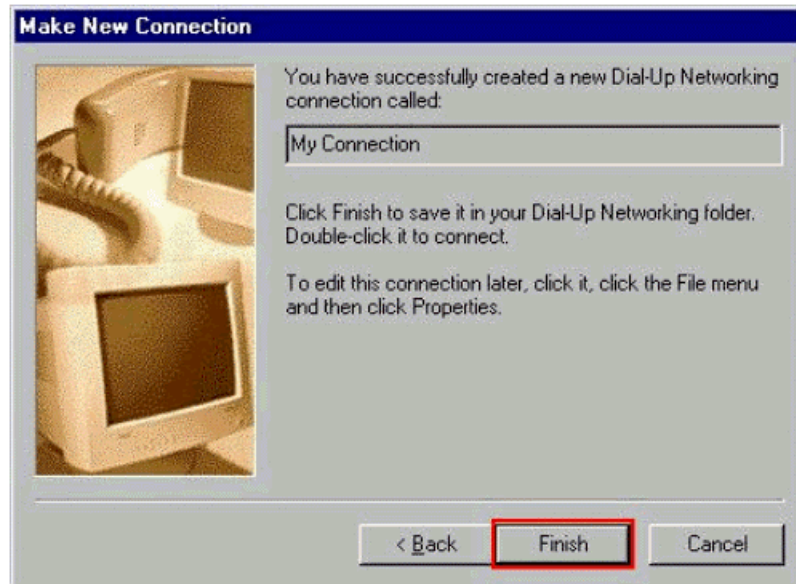 Make New Connection
You have successfully created a new Dial-Up Networking
connection called:
My Connection
Click Finish to save it in your Dial-Up Networking folder.
Double-click it to connect.
To edit this connection later, click it, click the File menu
and then click Properties.
< Back Finish Cancel